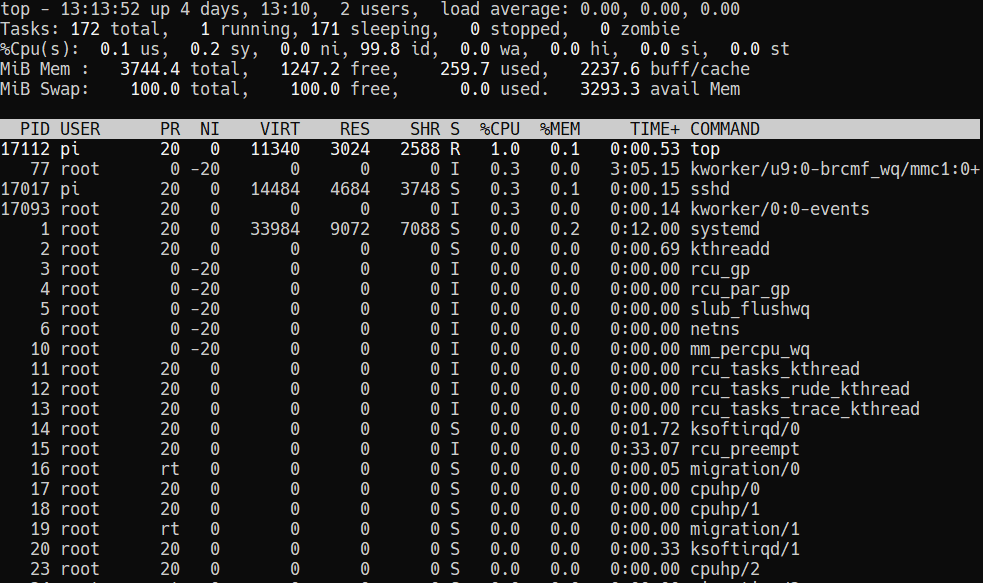 top - 13:13:52 up 4 days, 13:10,  2 users,  load average: 0.00, 0.00, 0.00
Tasks: 172 total,   1 running, 171 sleeping,   0 stopped,   0 zombie
%Cpu(s):  0.1 us,  0.2 sy,  0.0 ni, 99.8 id,  0.0 wa,  0.0 hi,  0.0 si,  0.0 st
MiB Mem :   3744.4 total,   1247.2 free,    259.7 used,   2237.6 buff/cache
MiB Swap:    100.0 total,    100.0 free,      0.0 used.   3293.3 avail Mem
  PID USER      PR  NI    VIRT    RES    SHR S  %CPU  %MEM     TIME+ COMMAND
17112 pi        20   0   11340   3024   2588 R   1.0   0.1   0:00.53 top
   77 root       0 -20       0      0      0 I   0.3   0.0   3:05.15 kworker/u9:0-brcmf_wq/mmc1:0+
17017 pi        20   0   14484   4684   3748 S   0.3   0.1   0:00.15 sshd
17093 root      20   0       0      0      0 I   0.3   0.0   0:00.14 kworker/0:0-events
    1 root      20   0   33984   9072   7088 S   0.0   0.2   0:12.00 systemd
    2 root      20   0       0      0      0 S   0.0   0.0   0:00.69 kthreadd
    3 root       0 -20       0      0      0 I   0.0   0.0   0:00.00 rcu_gp
    4 root       0 -20       0      0      0 I   0.0   0.0   0:00.00 rcu_par_gp
    5 root       0 -20       0      0      0 I   0.0   0.0   0:00.00 slub_flushwq
    6 root       0 -20       0      0      0 I   0.0   0.0   0:00.00 netns
   10 root       0 -20       0      0      0 I   0.0   0.0   0:00.00 mm_percpu_wq
   11 root      20   0       0      0      0 I   0.0   0.0   0:00.00 rcu_tasks_kthread
   12 root      20   0       0      0      0 I   0.0   0.0   0:00.00 rcu_tasks_rude_kthread
   13 root      20   0       0      0      0 I   0.0   0.0   0:00.00 rcu_tasks_trace_kthread
   14 root      20   0       0      0      0 S   0.0   0.0   0:01.72 ksoftirqd/0
   15 root      20   0       0      0      0 I   0.0   0.0   0:33.07 rcu_preempt
   16 root      rt   0       0      0      0 S   0.0   0.0   0:00.05 migration/0
   17 root      20   0       0      0      0 S   0.0   0.0   0:00.00 cpuhp/0
   18 root      20   0       0      0      0 S   0.0   0.0   0:00.00 cpuhp/1
   19 root      rt   0       0      0      0 S   0.0   0.0   0:00.00 migration/1
   20 root      20   0       0      0      0 S   0.0   0.0   0:00.33 ksoftirqd/1
   23 root      20   0       0      0      0 S   0.0   0.0   0:00.00 cpuhp/2